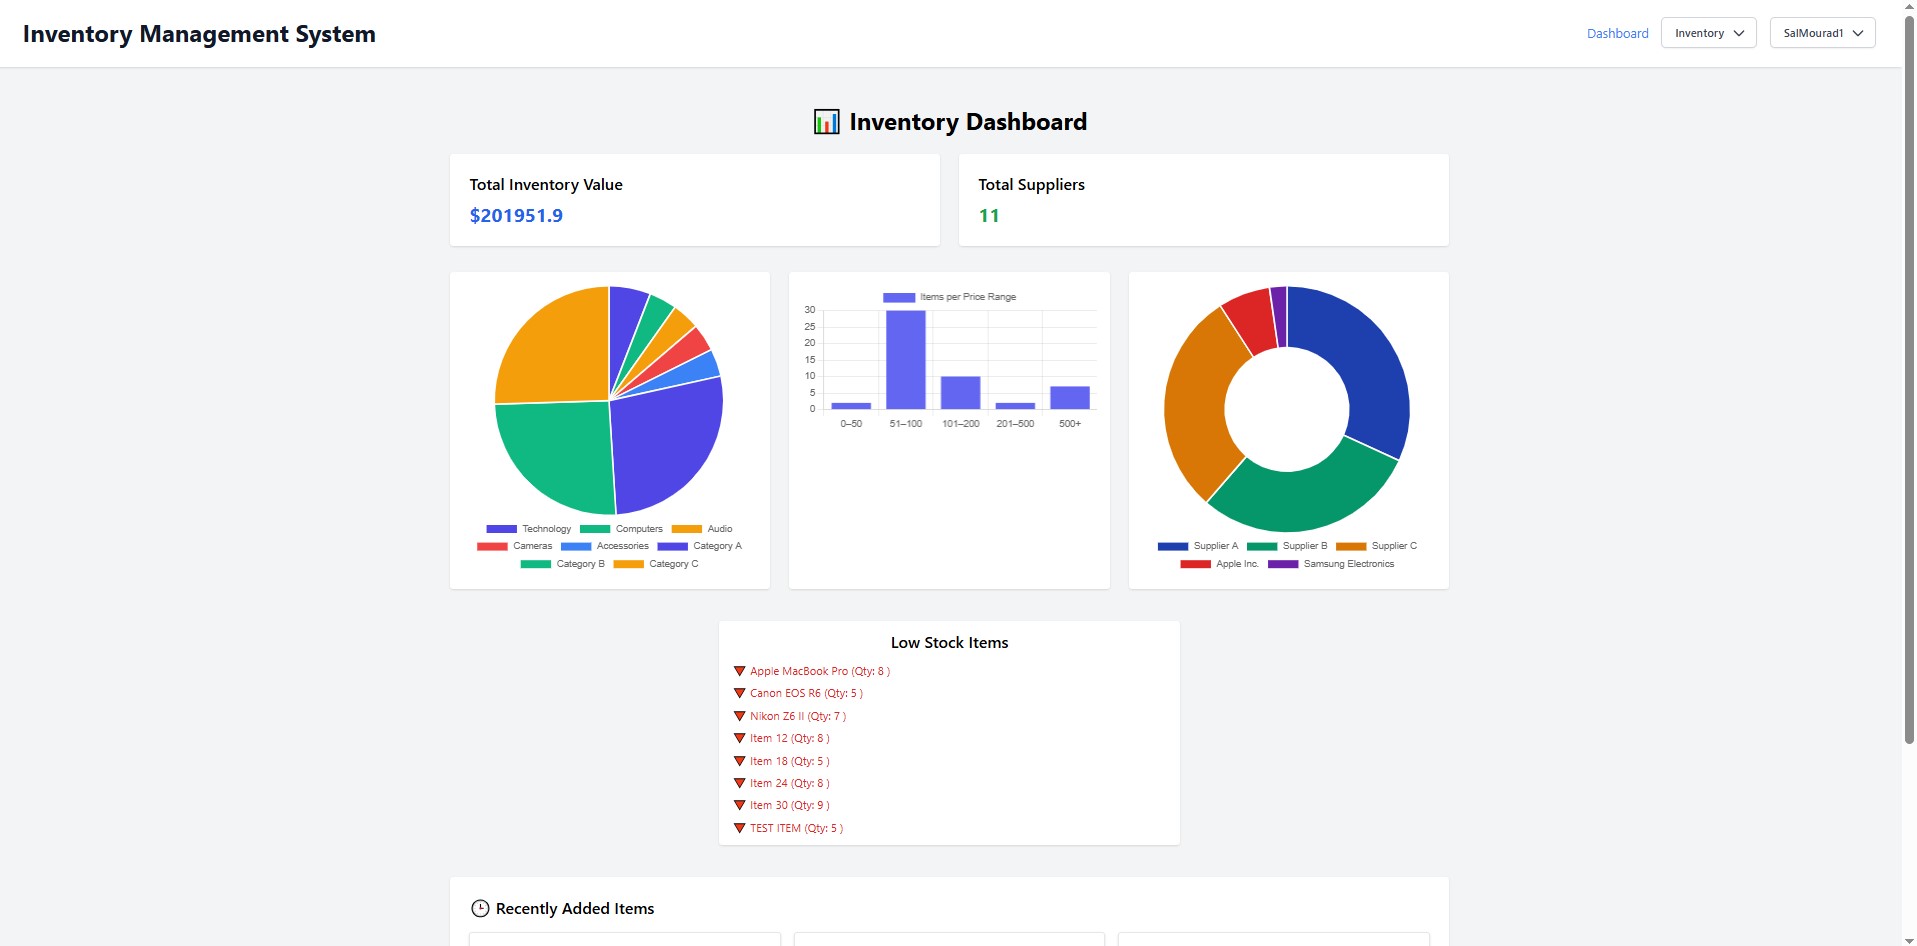 Inventory Management System
Dashboard
Inventory
SalMourad1
Inventory Dashboard
Total Inventory Value
$201951.9
Total Suppliers
11
Technology Computers Audio
Cameras Accessories Category A
Category B Category C
Items per Price Range
30
25
20
15
10
5
0
0–50 51–100 101–200 201–500 500+
Supplier A Supplier B Supplier C
Apple Inc. Samsung Electronics
Low Stock Items
Apple MacBook Pro (Qty: 8 )
Canon EOS R6 (Qty: 5 )
Nikon Z6 II (Qty: 7 )
Item 12 (Qty: 8 )
Item 18 (Qty: 5 )
Item 24 (Qty: 8 )
Item 30 (Qty: 9 )
TEST ITEM (Qty: 5 )
Recently Added Items